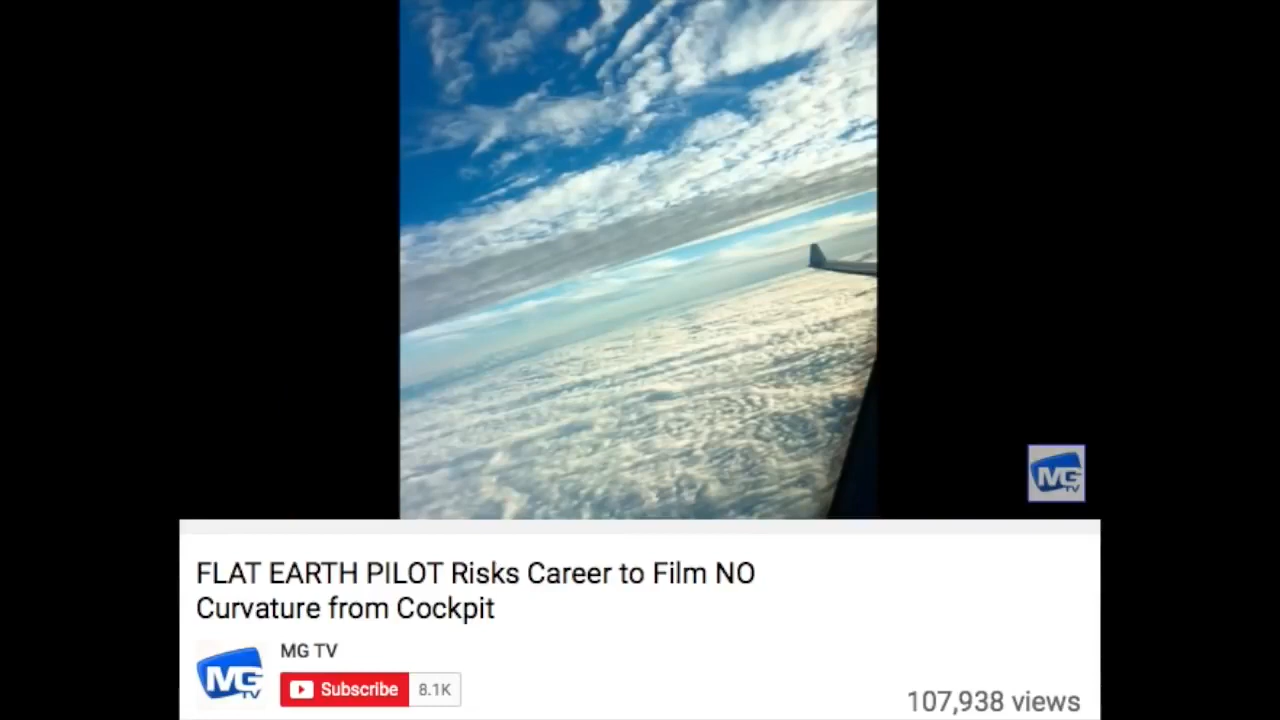 MG
TV
FLAT EARTH PILOT Risks Career to Film NO
Curvature from Cockpit
MG TV
MG
TV
Subscribe 8.1K
107,938 views